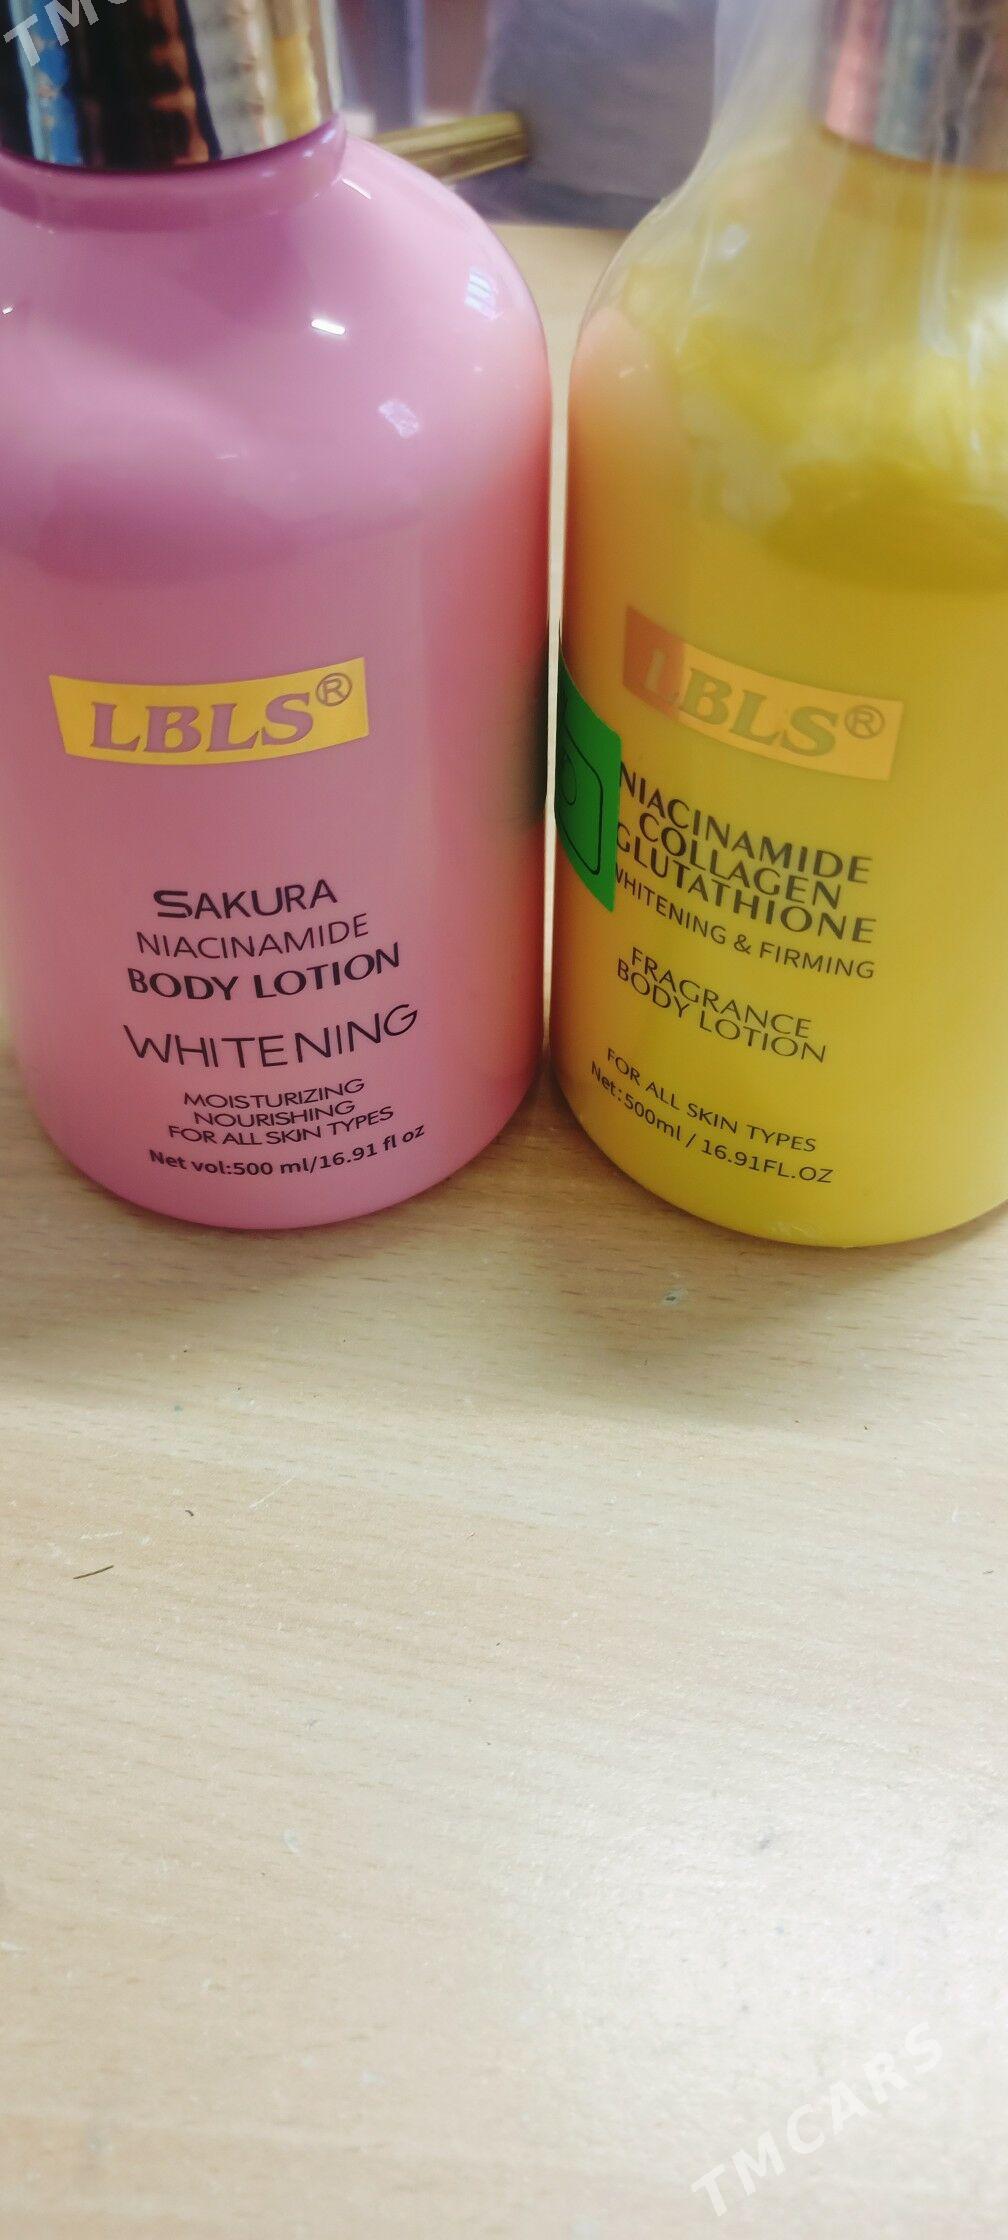 LBLS®
SAKURA
NIACINAMIDE
BODY LOTION
WHITENING
MOISTURIZING
NOURISHING
FOR ALL SKIN TYPES
Net vol:500 ml/16.91 fl oz
LBLS®
NIACINAMIDE
COLLAGEN
GLUTATHIONE
WHITENING & FIRMING
FRAGRANCE
BODY LOTION
FOR ALL SKIN TYPES
Net:500ml / 16.91FL.OZ
TMCARS